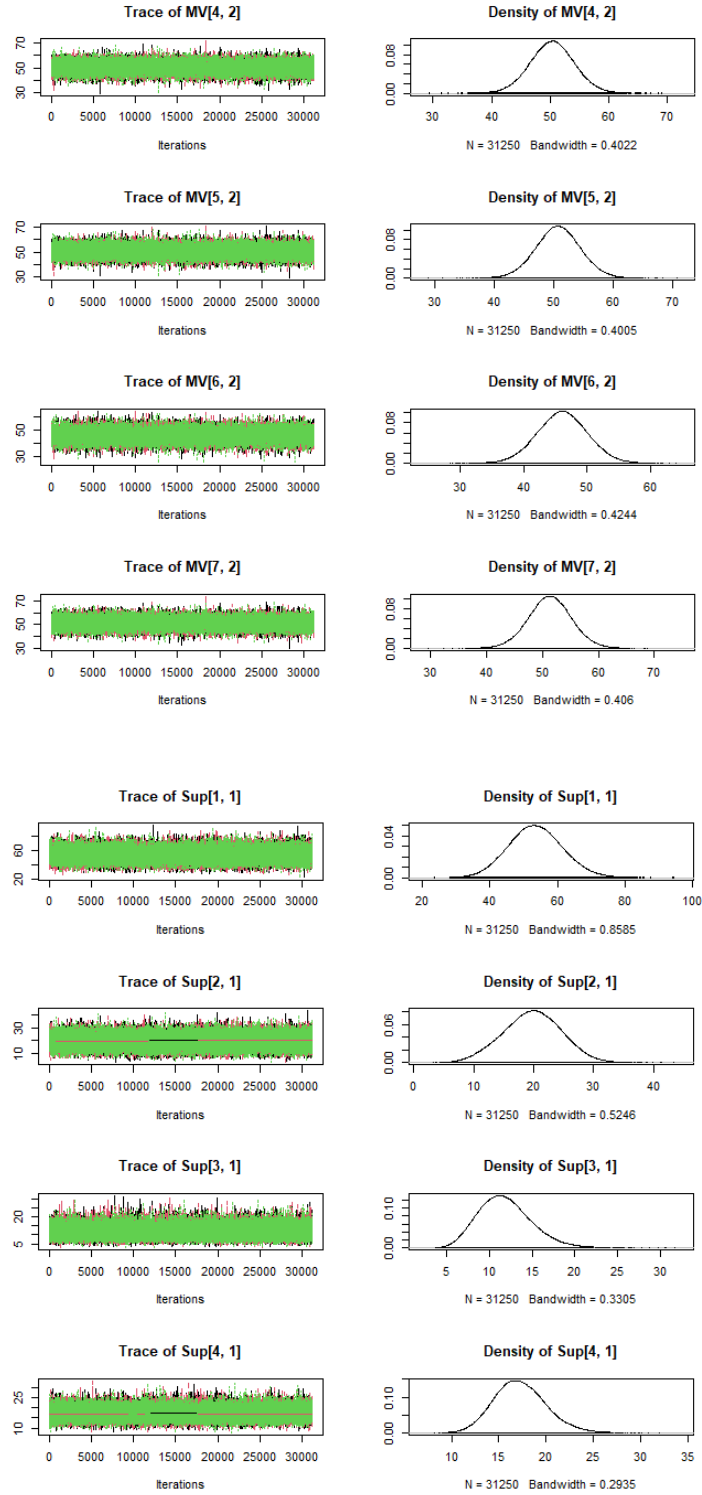 Trace of MV[4, 2] Density of MV[4, 2]
30 50 70 0.00 0.08
0 5000 10000 15000 20000 25000 30000 30 40 50 60 70
Iterations N = 31250 Bandwidth = 0.4022
Trace of MV[5, 2] Density of MV[5, 2]
30 50 70 0.00 0.08
0 5000 10000 15000 20000 25000 30000 30 40 50 60 70
Iterations N = 31250 Bandwidth = 0.4005
Trace of MV[6, 2] Density of MV[6, 2]
30 50 0.00 0.08
0 5000 10000 15000 20000 25000 30000 30 40 50 60
Iterations N = 31250 Bandwidth = 0.4244
Trace of MV[7, 2] Density of MV[7, 2]
30 50 70 0.00 0.08
0 5000 10000 15000 20000 25000 30000 30 40 50 60 70
Iterations N = 31250 Bandwidth = 0.406
Trace of Sup[1, 1] Density of Sup[1, 1]
20 60 0.00 0.04
0 5000 10000 15000 20000 25000 30000 20 40 60 80 100
Iterations N = 31250 Bandwidth = 0.8585
Trace of Sup[2, 1] Density of Sup[2, 1]
10 30 0.00 0.06
0 5000 10000 15000 20000 25000 30000 0 10 20 30 40
Iterations N = 31250 Bandwidth = 0.5246
Trace of Sup[3, 1] Density of Sup[3, 1]
5 20 0.00 0.10
0 5000 10000 15000 20000 25000 30000 5 10 15 20 25 30
Iterations N = 31250 Bandwidth = 0.3305
Trace of Sup[4, 1] Density of Sup[4, 1]
10 25 0.00 0.10
0 5000 10000 15000 20000 25000 30000 10 15 20 25 30 35
Iterations N = 31250 Bandwidth = 0.2935